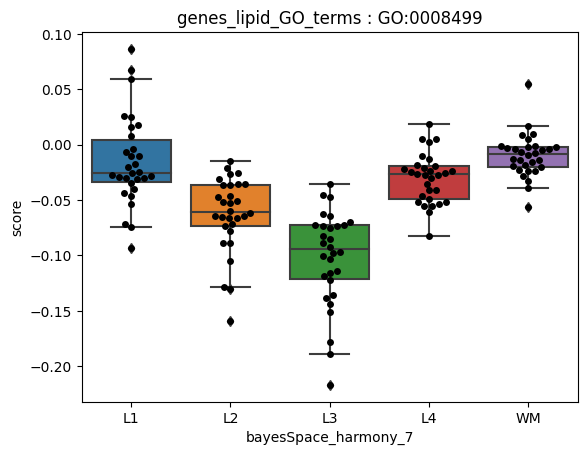 genes_lipid_GO_terms : GO:0008499
0.10
0.05
0.00
−0.05
−0.10
−0.15
−0.20
score
L1 L2 L3 L4 WM
bayesSpace_harmony_7